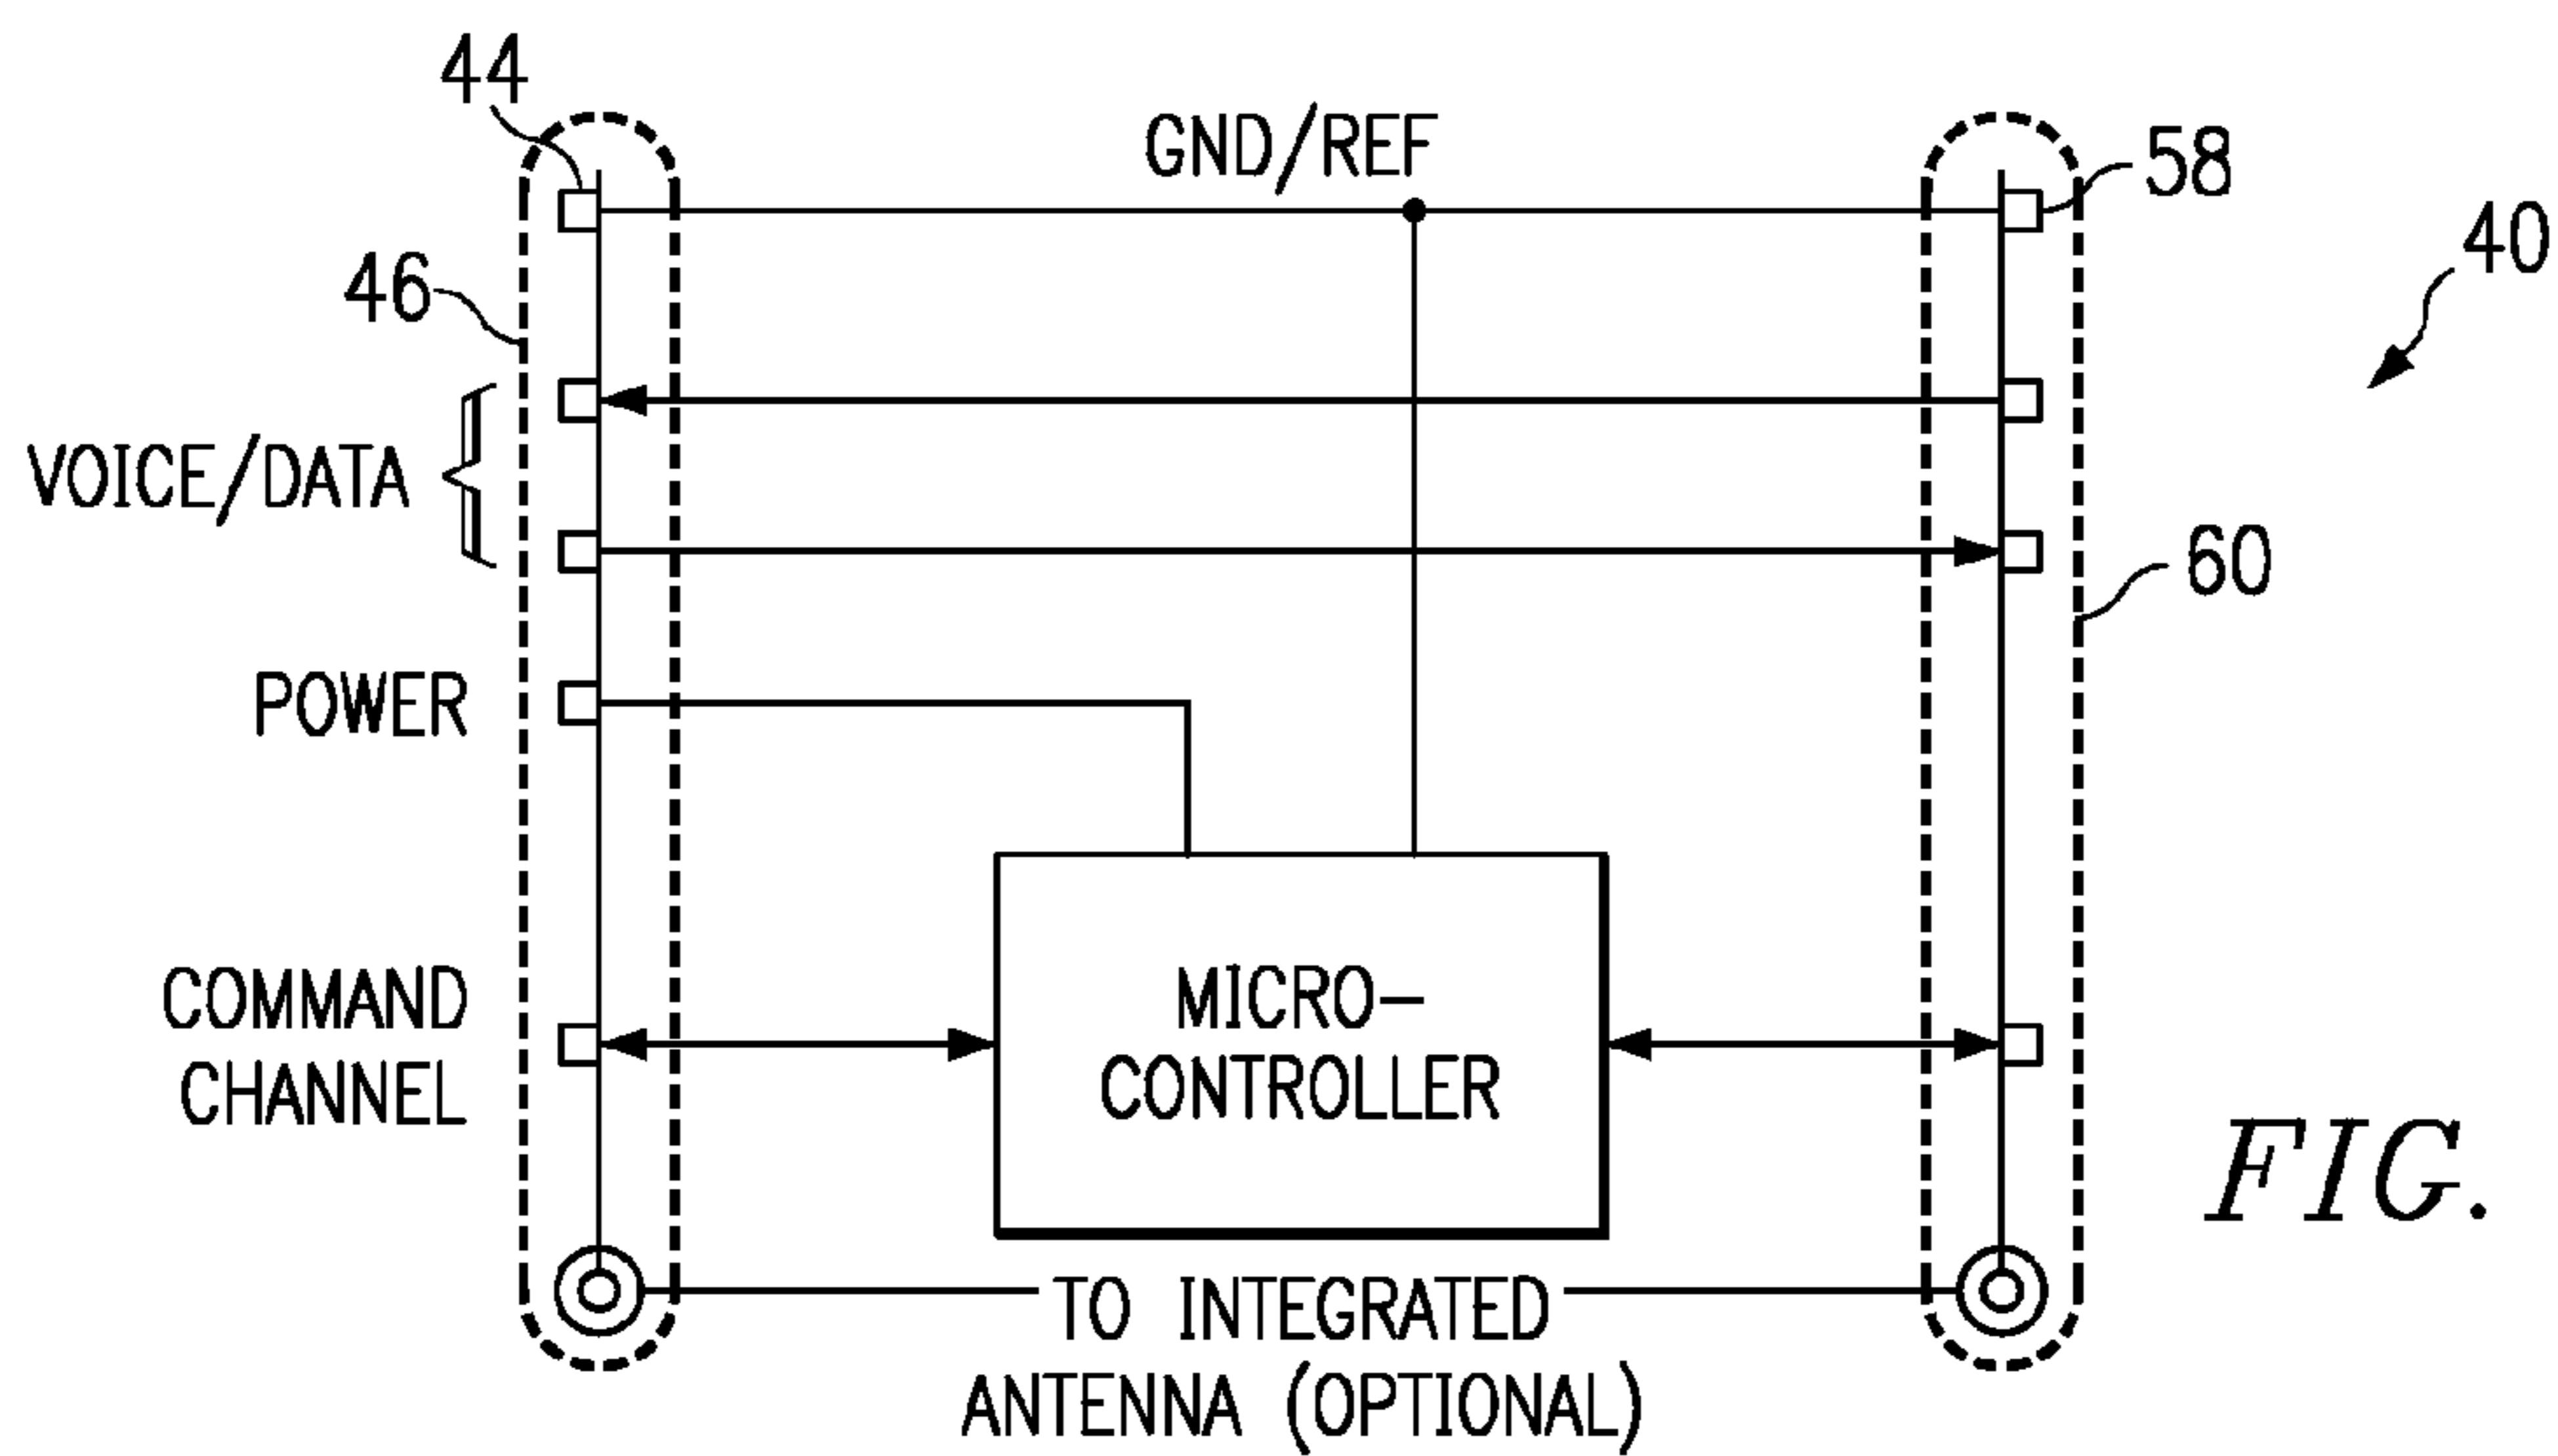 44
GND/REF
58
40
46
VOICE/DATA
60
POWER
COMMAND
CHANNEL
MICRO-
CONTROLLER
FIG.
TO INTEGRATED
ANTENNA (OPTIONAL)